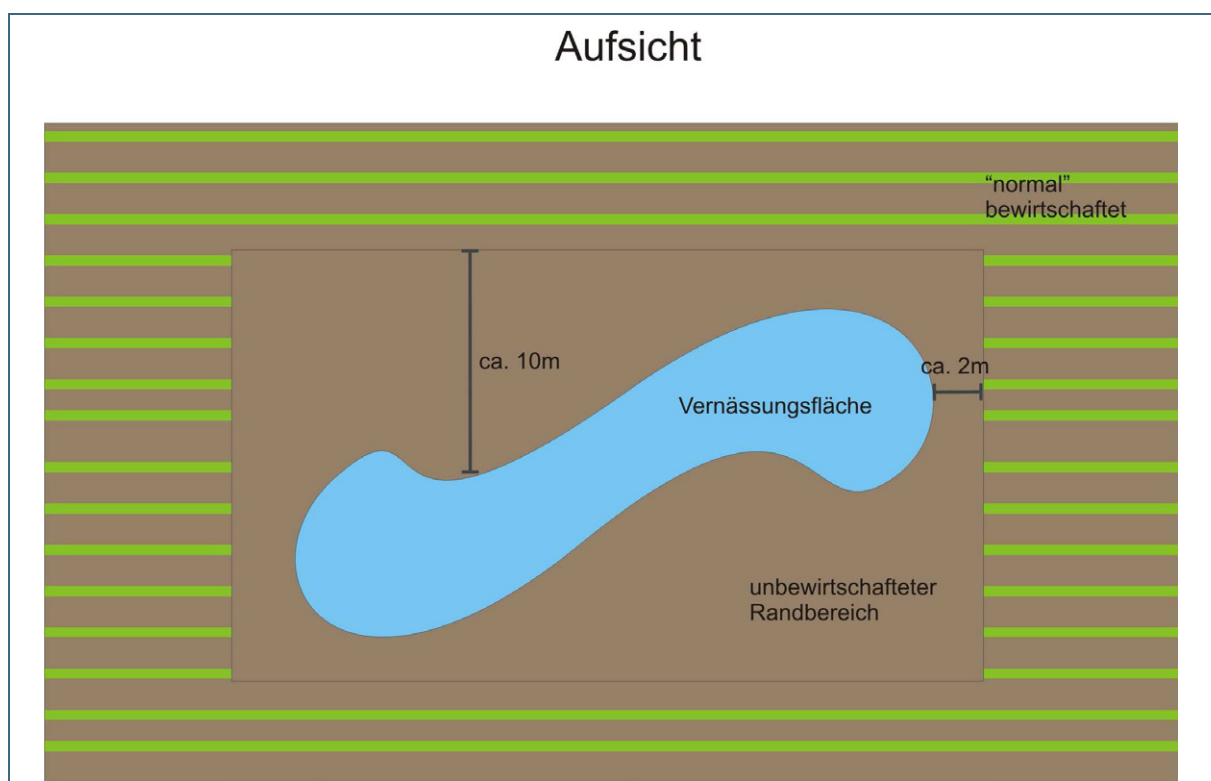 Aufsicht
“normal”
bewirtschaftet
ca. 10m
ca. 2m
Vernässungsfläche
unbewirtschafteter
Randbereich